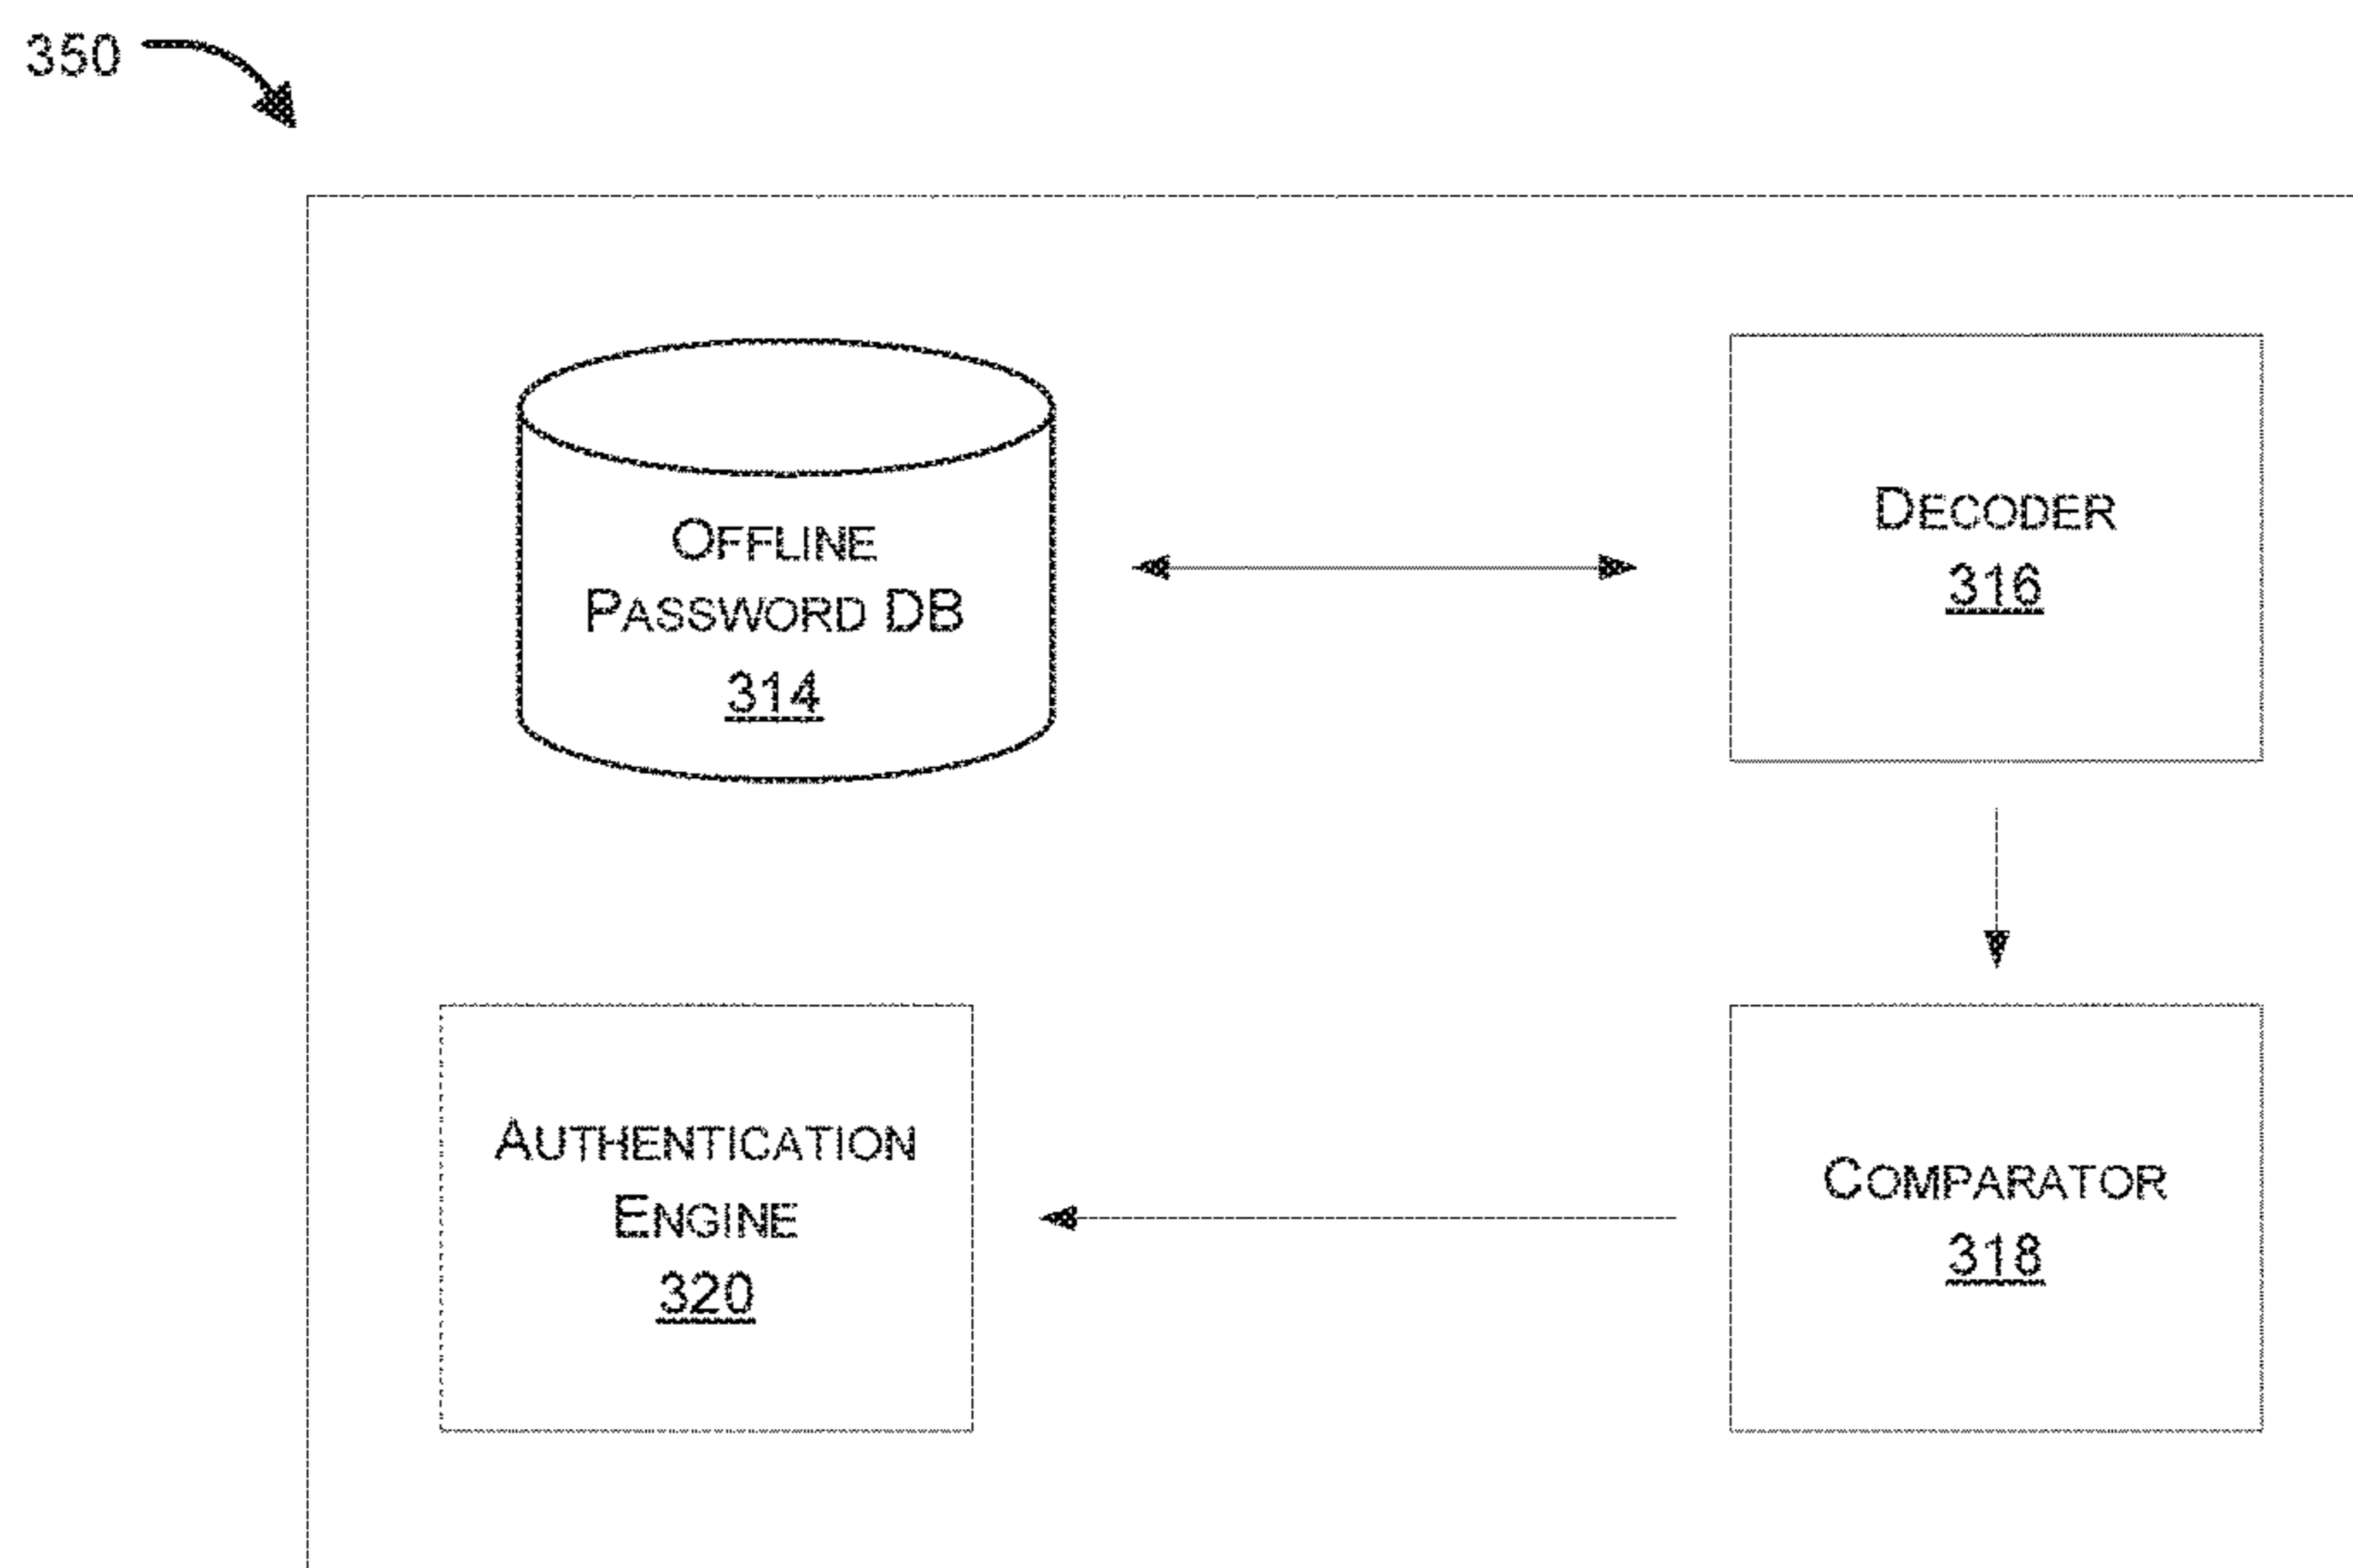 350
OFFLINE
PASSWORD DB
314
DECODER
316
AUTHENTICATION
ENGINE
320
COMPARATOR
318